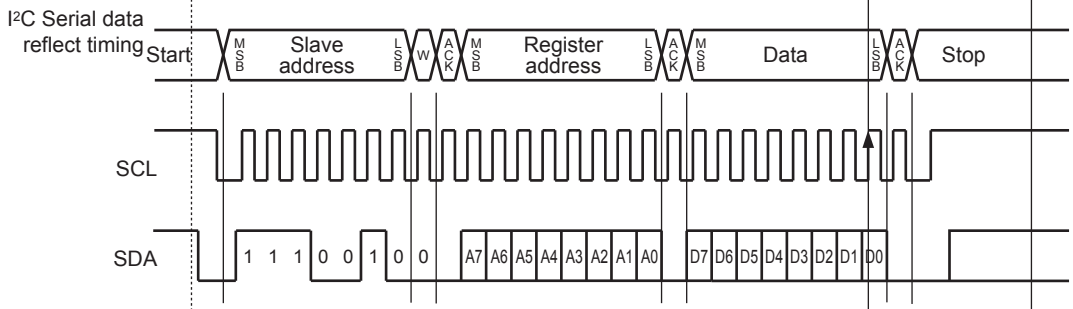 I²C Serial data
reflect timing
Start
MSB
Slave
address
LSB
W
ACK
MSB
Register
address
LSB
ACK
MSB
Data
LSB
ACK
Stop
SCL
SDA
1 1 1 0 0 1 0 0
A7 A6 A5 A4 A3 A2 A1 A0
D7 D6 D5 D4 D3 D2 D1 D0